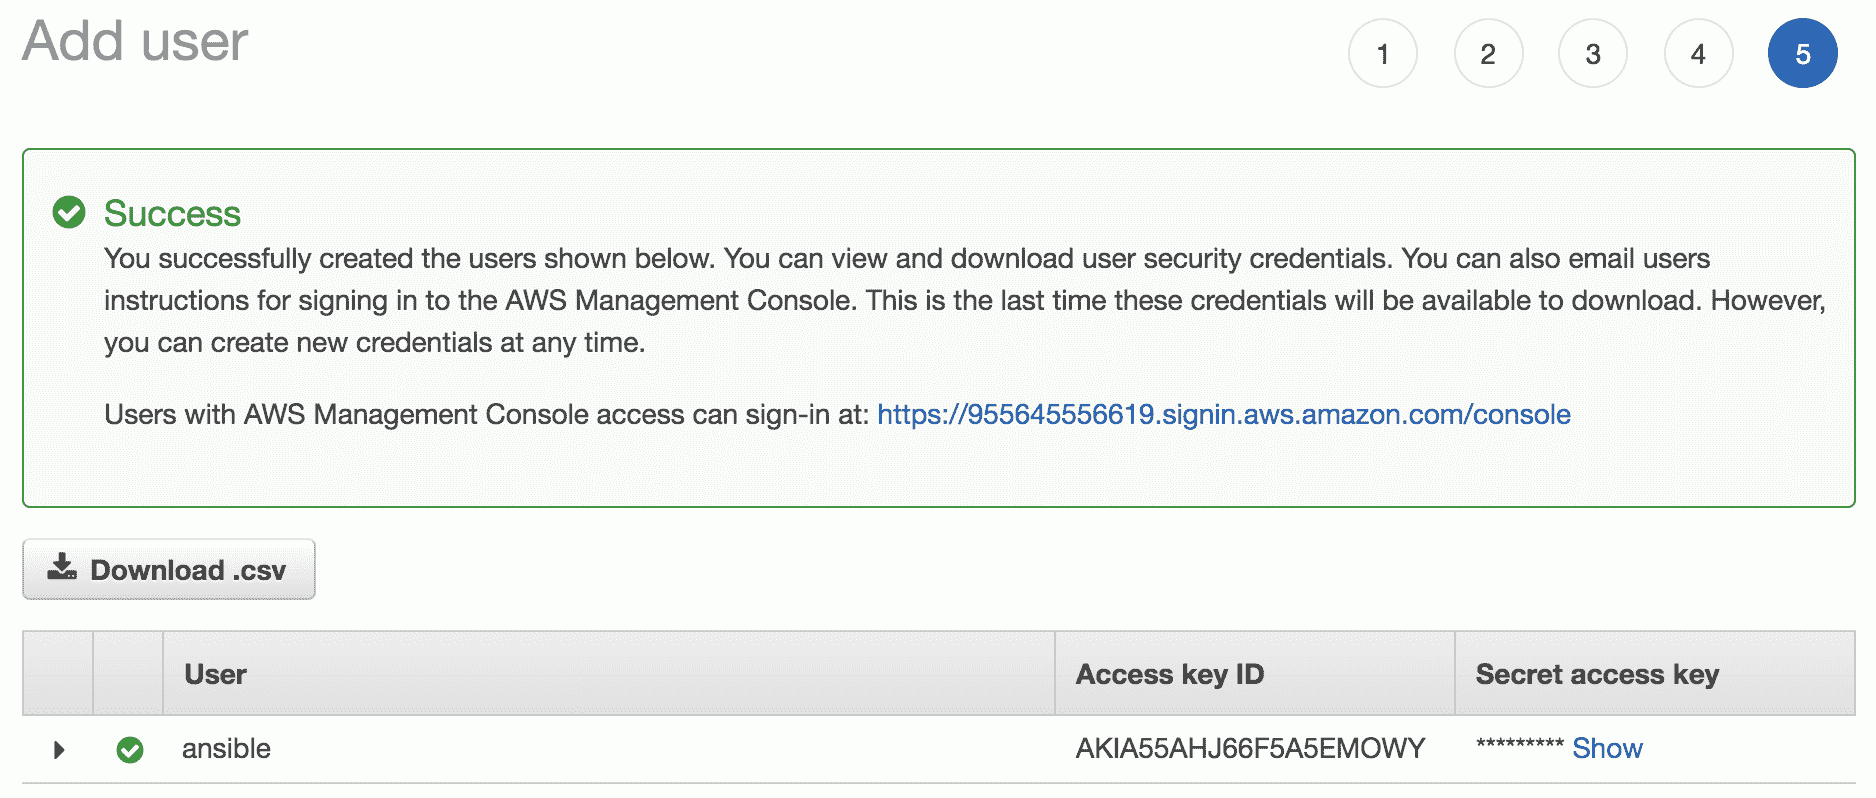 Add user
1 2 3 4 5
Success
You successfully created the users shown below. You can view and download user security credentials. You can also email users
instructions for signing in to the AWS Management Console. This is the last time these credentials will be available to download. However,
you can create new credentials at any time.
Users with AWS Management Console access can sign-in at: https://955645556619.signin.aws.amazon.com/console
Download .csv
User Access key ID Secret access key
ansible AKIA55AHJ66F5A5EMOWY ********* Show